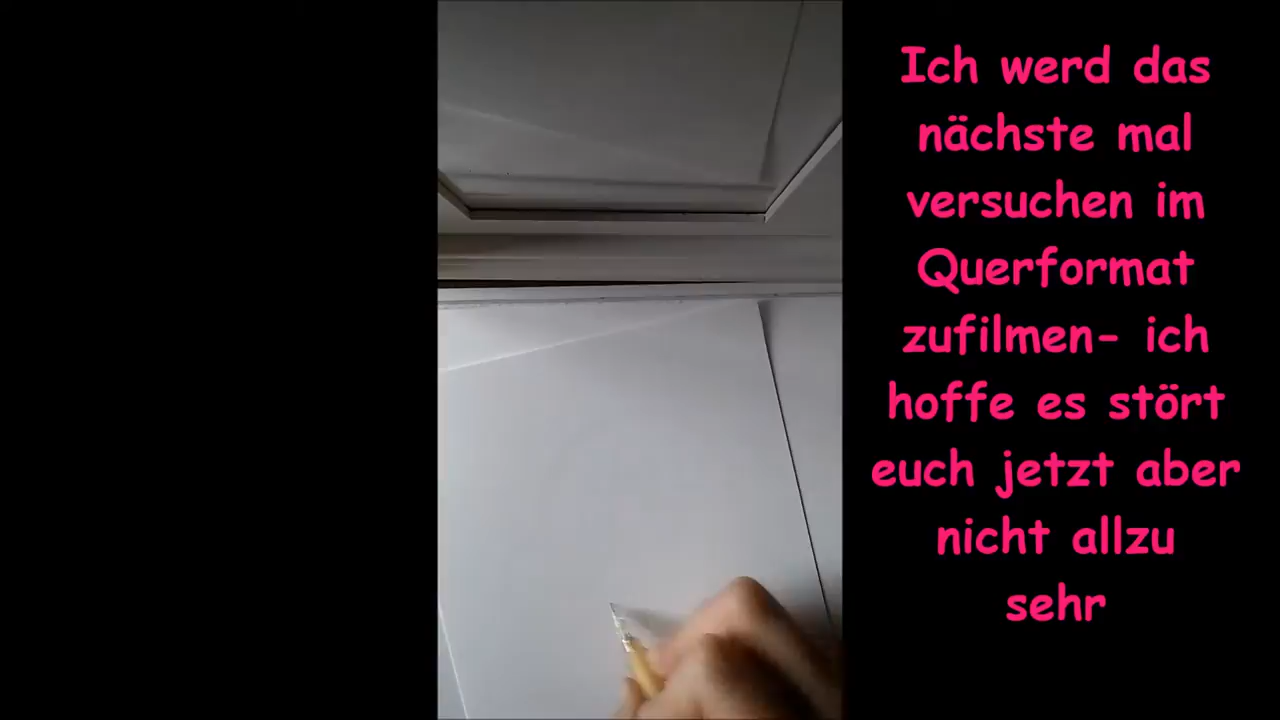 Ich werd das
nächste mal
versuchen im
Querformat
zufilmen- ich
hoffe es stört
euch jetzt aber
nicht allzu
sehr